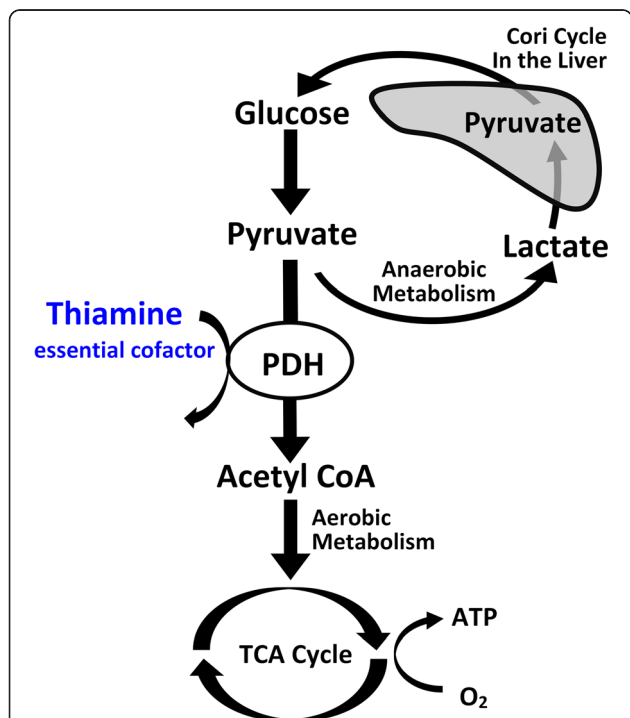 Cori Cycle
In the Liver
Glucose
Pyruvate
Pyruvate
Lactate
Anaerobic
Metabolism
Thiamine
essential cofactor
PDH
Acetyl CoA
Aerobic
Metabolism
TCA Cycle
ATP
O₂